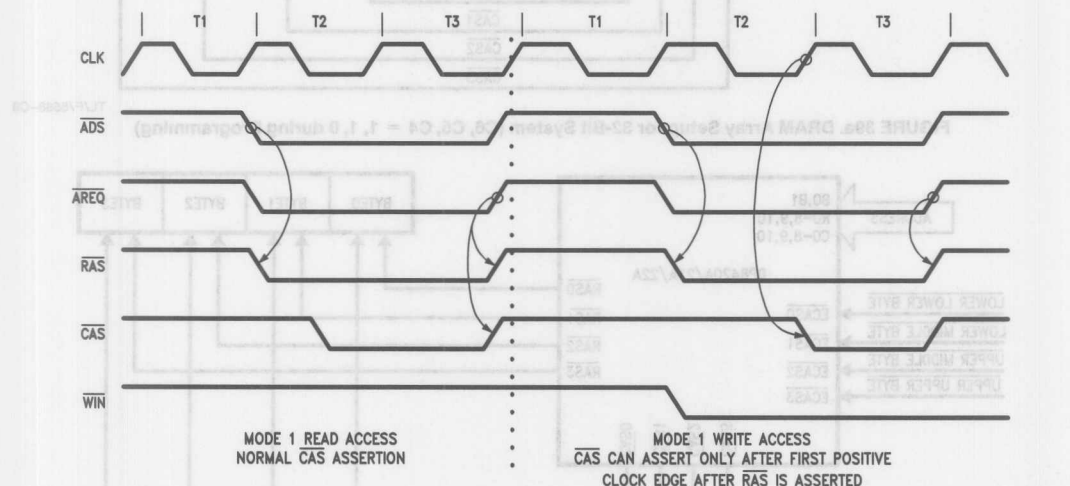 T1 T2 T3 T1 T2 T3
CLK
ADS
AREQ
RAS
CAS
WIN
MODE 1 READ ACCESS
NORMAL CAS ASSERTION
MODE 1 WRITE ACCESS
CAS CAN ASSERT ONLY AFTER FIRST POSITIVE
CLOCK EDGE AFTER RAS IS ASSERTED